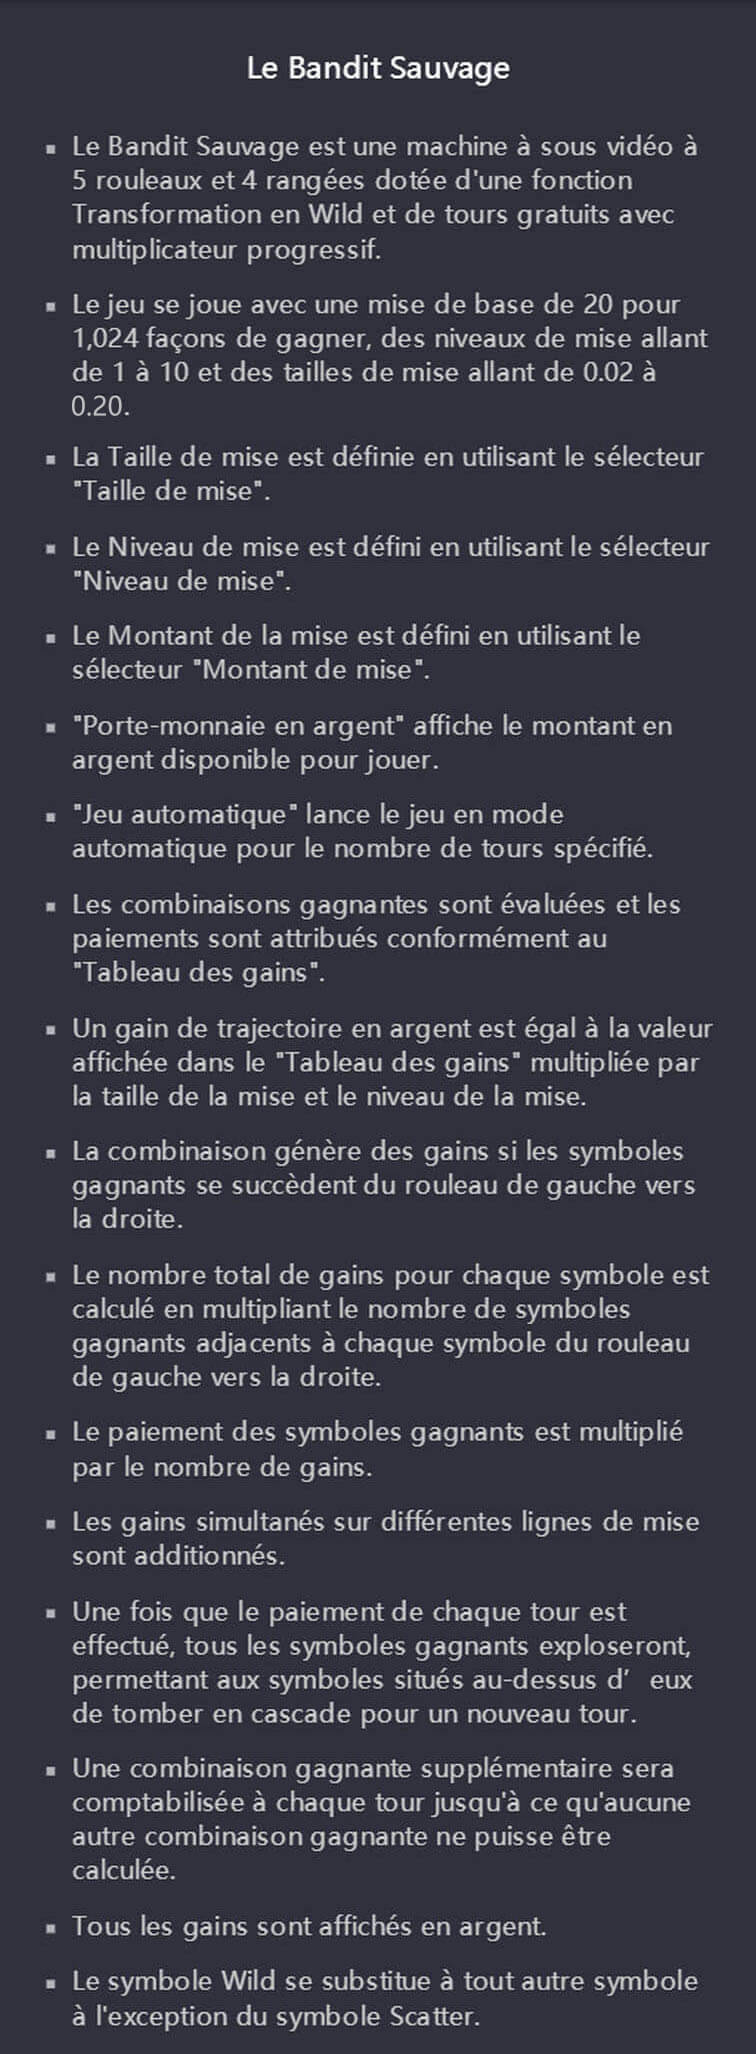 Le Bandit Sauvage
▪ Le Bandit Sauvage est une machine à sous vidéo à
5 rouleaux et 4 rangées dotée d'une fonction
Transformation en Wild et de tours gratuits avec
multiplicateur progressif.
▪ Le jeu se joue avec une mise de base de 20 pour
1,024 façons de gagner, des niveaux de mise allant
de 1 à 10 et des tailles de mise allant de 0.02 à
0.20.
▪ La Taille de mise est définie en utilisant le sélecteur
"Taille de mise".
▪ Le Niveau de mise est défini en utilisant le sélecteur
"Niveau de mise".
▪ Le Montant de la mise est défini en utilisant le
sélecteur "Montant de mise".
▪ "Porte-monnaie en argent" affiche le montant en
argent disponible pour jouer.
▪ "Jeu automatique" lance le jeu en mode
automatique pour le nombre de tours spécifié.
▪ Les combinaisons gagnantes sont évaluées et les
paiements sont attribués conformément au
"Tableau des gains".
▪ Un gain de trajectoire en argent est égal à la valeur
affichée dans le "Tableau des gains" multipliée par
la taille de la mise et le niveau de la mise.
▪ La combinaison génère des gains si les symboles
gagnants se succèdent du rouleau de gauche vers
la droite.
▪ Le nombre total de gains pour chaque symbole est
calculé en multipliant le nombre de symboles
gagnants adjacents à chaque symbole du rouleau
de gauche vers la droite.
▪ Le paiement des symboles gagnants est multiplié
par le nombre de gains.
▪ Les gains simultanés sur différentes lignes de mise
sont additionnés.
▪ Une fois que le paiement de chaque tour est
effectué, tous les symboles gagnants exploseront,
permettant aux symboles situés au-dessus d’ eux
de tomber en cascade pour un nouveau tour.
▪ Une combinaison gagnante supplémentaire sera
comptabilisée à chaque tour jusqu'à ce qu'aucune
autre combinaison gagnante ne puisse être
calculée.
▪ Tous les gains sont affichés en argent.
▪ Le symbole Wild se substitue à tout autre symbole
à l'exception du symbole Scatter.